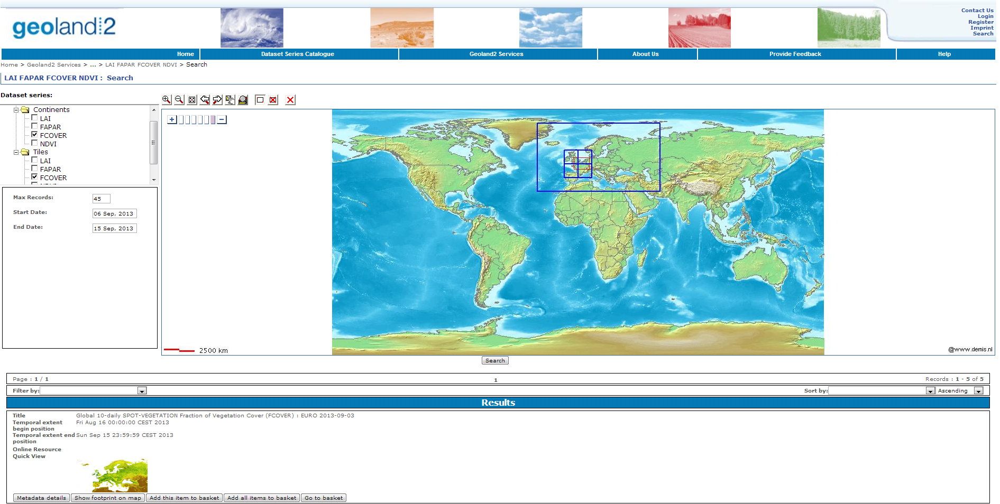 geoland2
Contact Us
Login
Register
Imprint
Search
Home
Dataset Series Catalogue
Geoland2 Services
About Us
Provide Feedback
Help
Home > Geoland2 Services > ... > LAI FAPAR FCOVER NDVI > Search
LAI FAPAR FCOVER NDVI : Search
Dataset series:
Continents
LAI
FAPAR
FCOVER
NDVI
Tiles
LAI
FAPAR
FCOVER
Max Records: 45
Start Date: 06 Sep, 2013
End Date: 15 Sep, 2013
2500 km
@www.demis.nl
Search
Page : 1 / 1
1
Records : 1 - 5 of 5
Filter by:
Sort by:
Ascending
Results
Title Global 10-daily SPOT-VEGETATION Fraction of Vegetation Cover (FCOVER) : EURO 2013-09-03
Temporal extent begin position Fri Aug 16 00:00:00 CEST 2013
Temporal extent end position Sun Sep 15 23:59:59 CEST 2013
Online Resource
Quick View
Metadata details
Show footprint on map
Add this item to basket
Add all items to basket
Go to basket